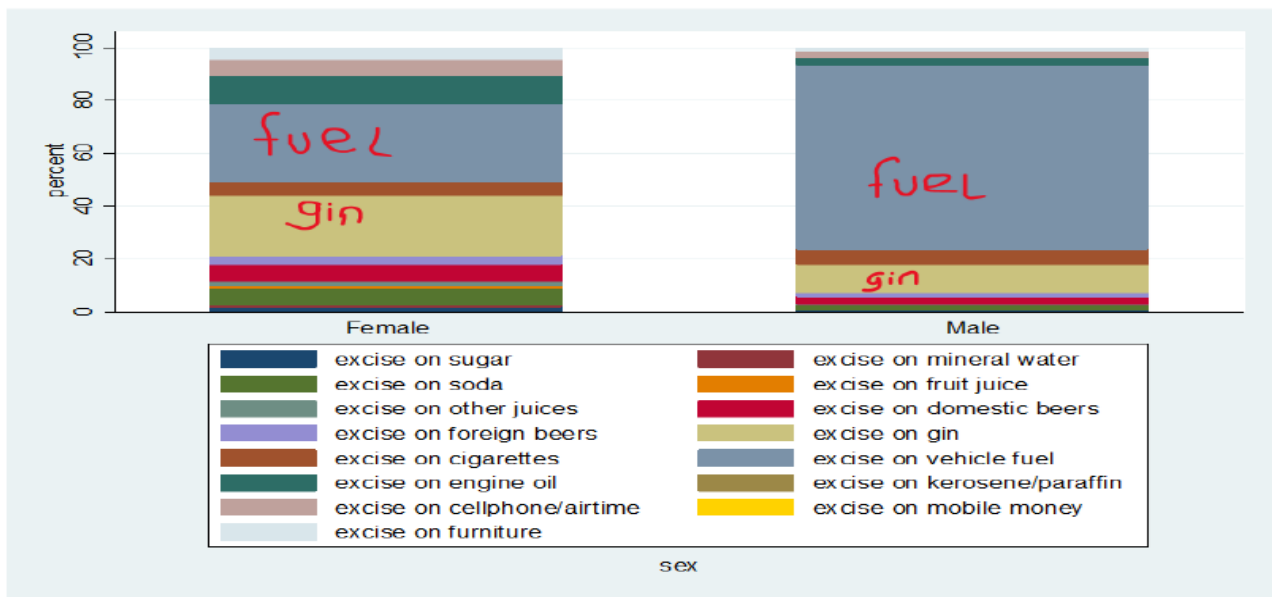 100
80
60
40
20
0
percent
fuel
gin
fuel
gin
Female
Male
excise on sugar
excise on mineral water
excise on soda
excise on fruit juice
excise on other juices
excise on domestic beers
excise on foreign beers
excise on gin
excise on cigarettes
excise on vehicle fuel
excise on engine oil
excise on kerosene/paraffin
excise on cellphone/airtime
excise on mobile money
excise on furniture
sex